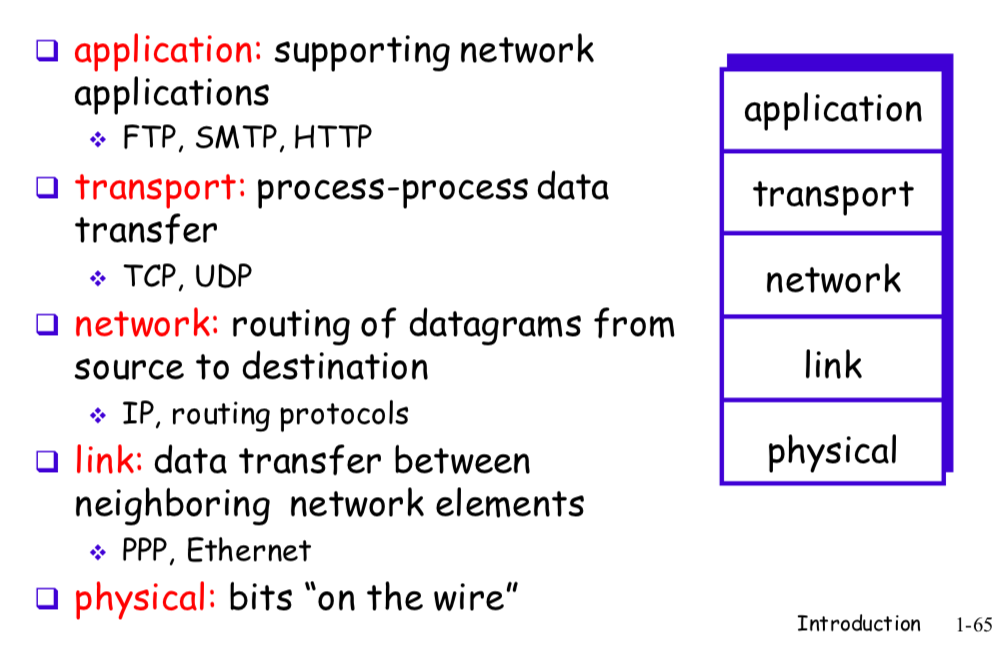 application: supporting network
applications
FTP, SMTP, HTTP
transport: process-process data
transfer
TCP, UDP
network: routing of datagrams from
source to destination
IP, routing protocols
link: data transfer between
neighboring network elements
PPP, Ethernet
physical: bits “on the wire”
application
transport
network
link
physical
Introduction 1-65